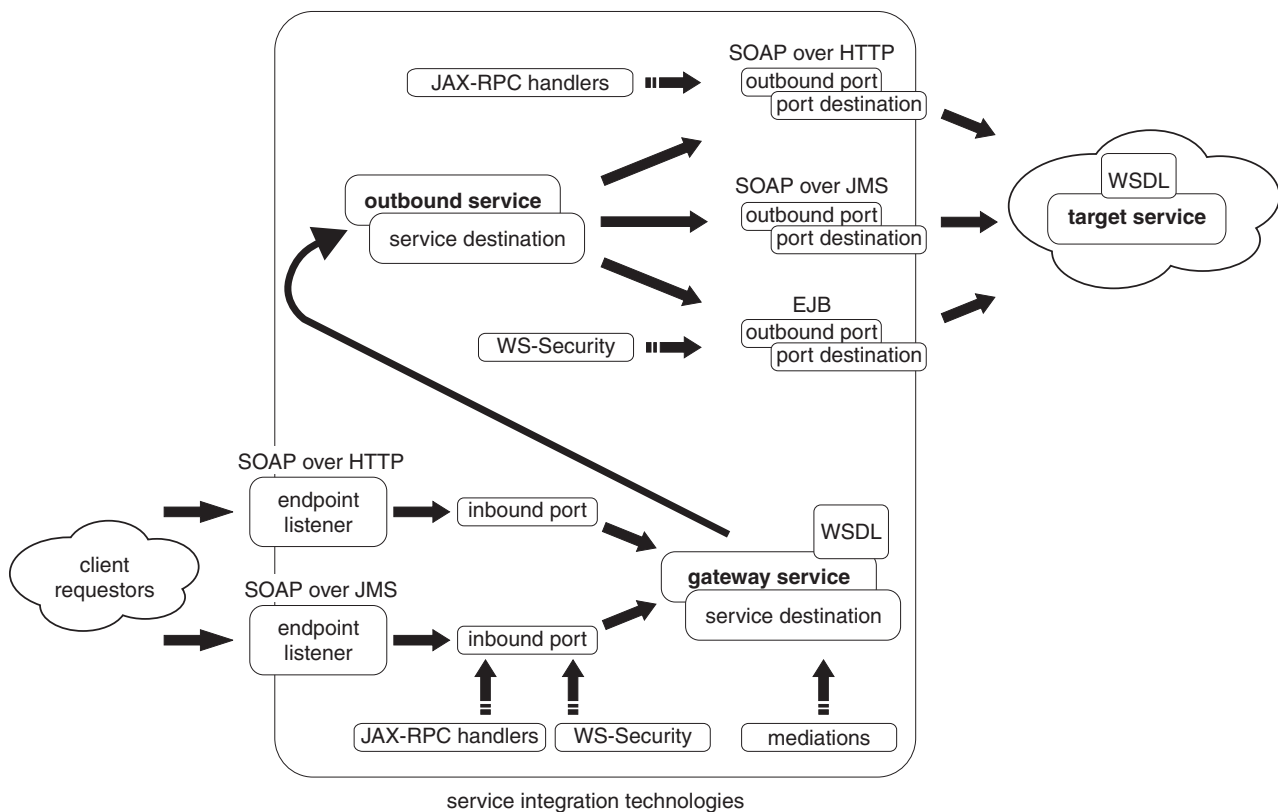 SOAP over HTTP
JAX-RPC handlers
outbound port
port destination
WSDL
target service
outbound service
service destination
SOAP over JMS
outbound port
port destination
EJB
outbound port
port destination
WS-Security
SOAP over HTTP
endpoint
listener
inbound port
WSDL
client
requestors
gateway service
service destination
SOAP over JMS
endpoint
listener
inbound port
JAX-RPC handlers
WS-Security
mediations
service integration technologies